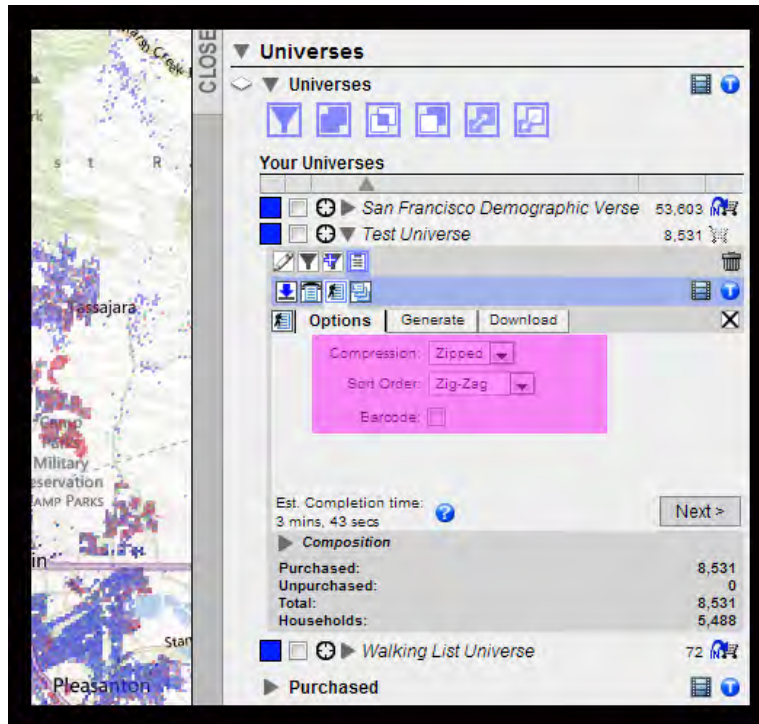 CLOSE
Universes
Universes
Your Universes
San Francisco Demographic Verse 53,603
Test Universe 8,531
Options Generate Download X
Compression: Zipped
Sort Order: Zig-Zag
Barcode:
Est. Completion time:
3 mins, 43 secs
Next >
Composition
Purchased: 8,531
Unpurchased: 0
Total: 8,531
Households: 5,488
Walking List Universe 72
Purchased
Creek
s t R
Tassajara
Camp
Parks
Military
CAMP PARKS
Pleasanton